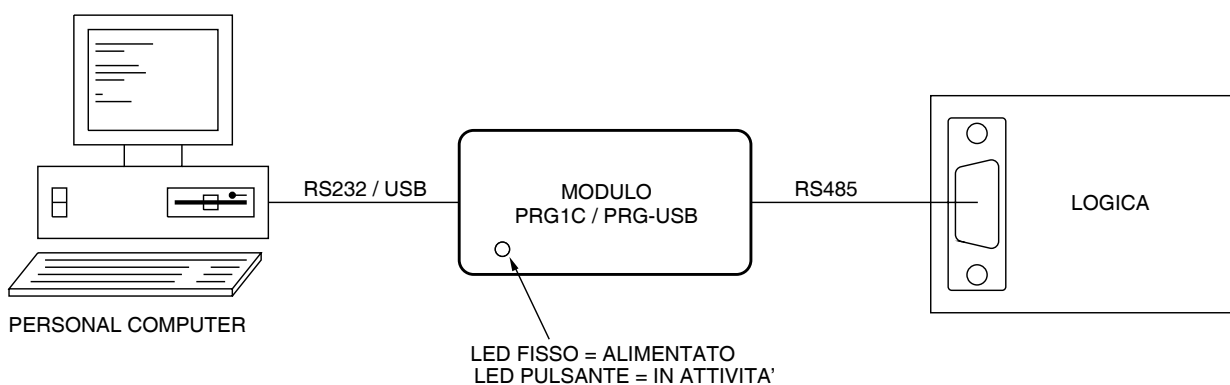 RS232 / USB
MODULO
PRG1C / PRG-USB
RS485
LOGICA
PERSONAL COMPUTER
LED FISSO = ALIMENTATO
LED PULSANTE = IN ATTIVITA'